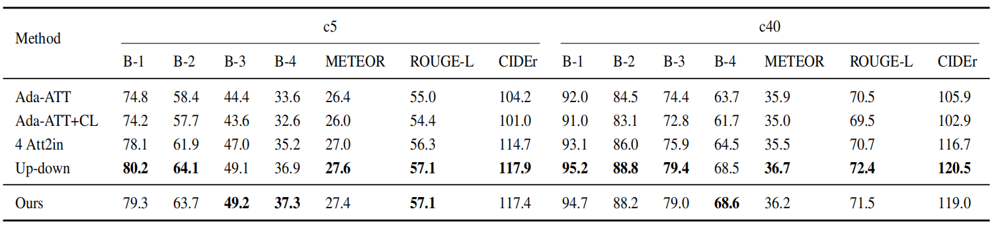 Method c5 c40
B-1 B-2 B-3 B-4 METEOR ROUGE-L CIDEr B-1 B-2 B-3 B-4 METEOR ROUGE-L CIDEr
Ada-ATT 74.8 58.4 44.4 33.6 26.4 55.0 104.2 92.0 84.5 74.4 63.7 35.9 70.5 105.9
Ada-ATT+CL 74.2 57.7 43.6 32.6 26.0 54.4 101.0 91.0 83.1 72.8 61.7 35.0 69.5 102.9
4 Att2in 78.1 61.9 47.0 35.2 27.0 56.3 114.7 93.1 86.0 75.9 64.5 35.5 70.7 116.7
Up-down 80.2 64.1 49.1 36.9 27.6 57.1 117.9 95.2 88.8 79.4 68.5 36.7 72.4 120.5
Ours 79.3 63.7 49.2 37.3 27.4 57.1 117.4 94.7 88.2 79.0 68.6 36.2 71.5 119.0